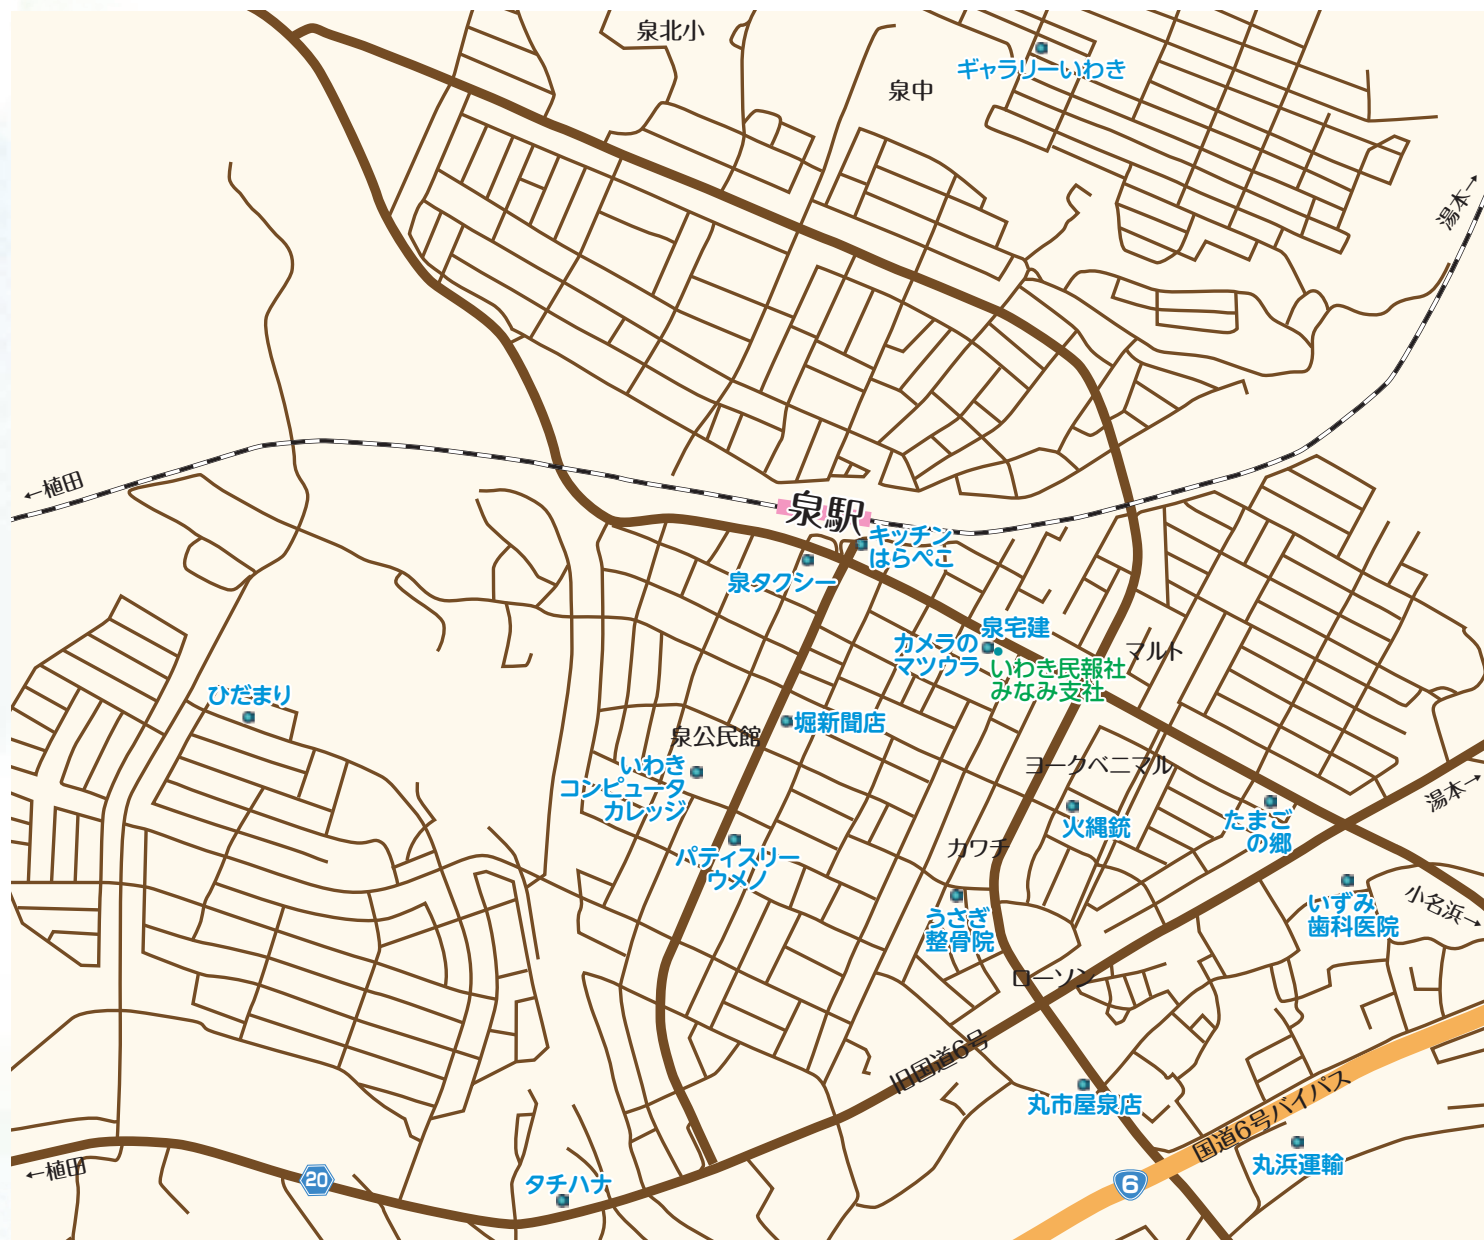 泉北小
ギャラリーいわき
泉中
湯本→
←植田
泉駅
キッチン
はらぺこ
泉タクシー
泉宅建
カメラの
マツウラ
いわき民報社
みなみ支社
マルト
ひだまり
堀新聞店
泉公民館
いわき
コンピュータ
カレッジ
ヨークベニマル
湯本→
火縄銃
たまご
の郷
カワチ
パティスリー
ウメノ
うさぎ
整骨院
いずみ
歯科医院
小名浜→
ローソン
旧国道6号
丸市屋泉店
国道6号バイパス
丸浜運輸
←植田
20
タチハナ
6